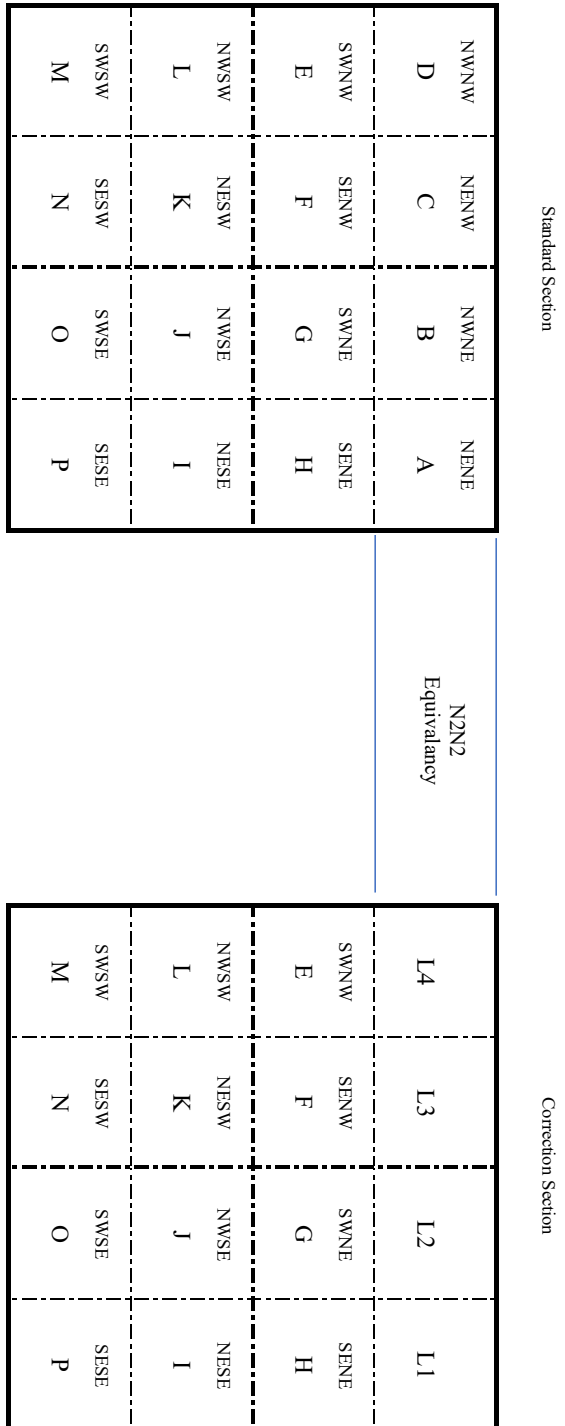 Standard Section
NWNW
NENW
NWNE
NENE
D
C
B
A
SWNW
SENW
SWNE
SENE
E
F
G
H
NWSW
NESW
NWSE
NESE
L
K
J
I
SWSW
SESW
SWSE
SESE
M
N
O
P
N2N2
Equivalancy
Correction Section
L4
L3
L2
L1
SWNW
SENW
SWNE
SENE
E
F
G
H
NWSW
NESW
NWSE
NESE
L
K
J
I
SWSW
SESW
SWSE
SESE
M
N
O
P